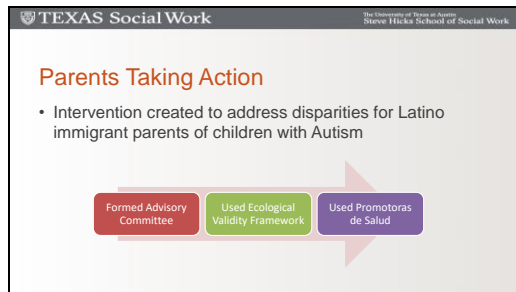 TEXAS Social Work
The University of Texas at Austin
Steve Hicks School of Social Work
Parents Taking Action
• Intervention created to address disparities for Latino
immigrant parents of children with Autism
Formed Advisory
Committee
Used Ecological
Validity Framework
Used Promotoras
de Salud